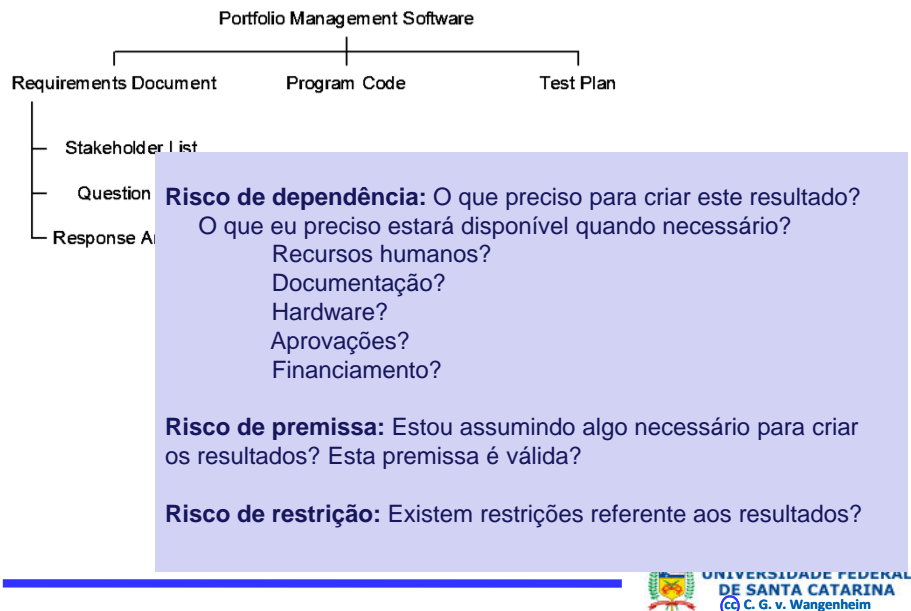 Portfolio Management Software
Requirements Document Program Code Test Plan
Stakeholder List
Question
Response
Risco de dependência: O que preciso para criar este resultado?
O que eu preciso estará disponível quando necessário?
Recursos humanos?
Documentação?
Hardware?
Aprovações?
Financiamento?
Risco de premissa: Estou assumindo algo necessário para criar
os resultados? Esta premissa é válida?
Risco de restrição: Existem restrições referente aos resultados?
UNIVERSIDADE FEDERAL
DE SANTA CATARINA
cc C. G. v. Wangenheim